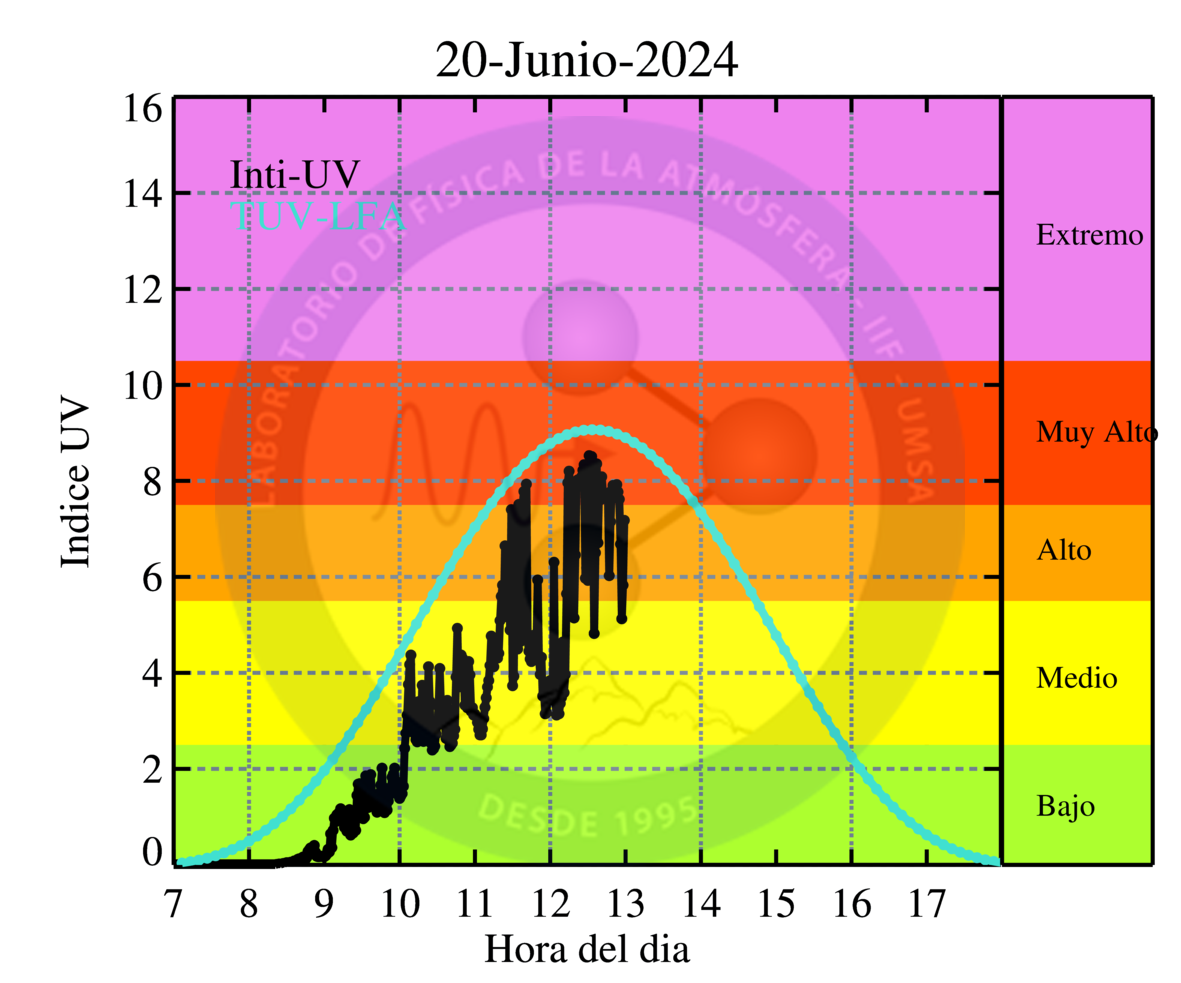 20-Junio-2024
16
14
12
10
8
6
4
2
0
Indice UV
Inti-UV
TUV-LFA
LABORATORIO DE FÍSICA DE LA ATMÓSFERA - IIF - UMSA
DESDE 1995
Extremo
Muy Alto
Alto
Medio
Bajo
7 8 9 10 11 12 13 14 15 16 17
Hora del dia